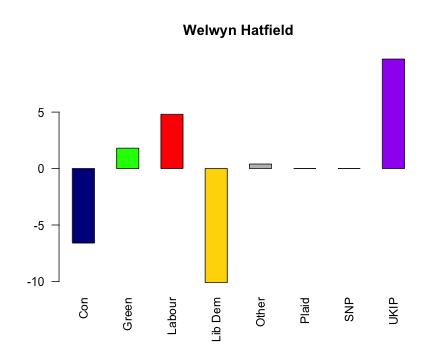 Welwyn Hatfield
5
0
-5
-10
Con
Green
Labour
Lib Dem
Other
Plaid
SNP
UKIP